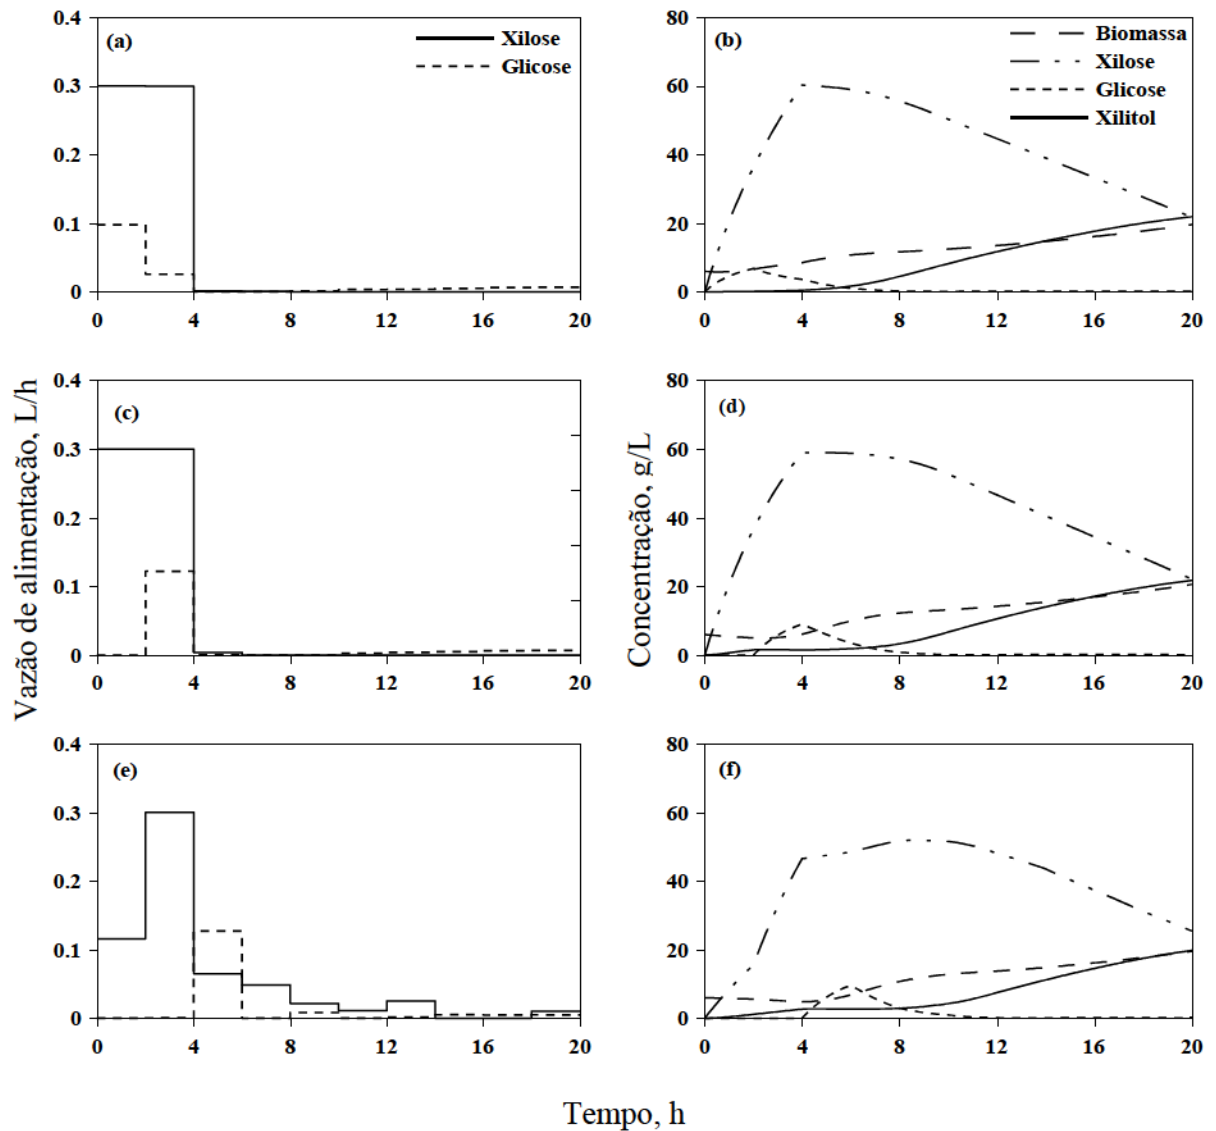 0.4
(a)
Xilose
Glicose
0.3
0.2
0.1
0
0 4 8 12 16 20
80
(b)
Biomassa
Xilose
Glicose
Xilitol
60
40
20
0
0 4 8 12 16 20
Vazão de alimentação, L/h
0.4
(c)
0.3
0.2
0.1
0
0 4 8 12 16 20
Concentração, g/L
80
(d)
60
40
20
0
0 4 8 12 16 20
0.4
(e)
0.3
0.2
0.1
0
0 4 8 12 16 20
80
(f)
60
40
20
0
0 4 8 12 16 20
Tempo, h